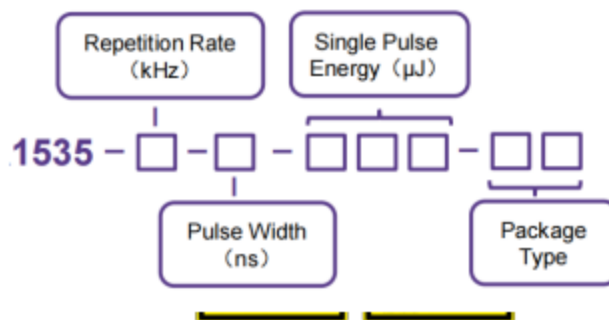 Repetition Rate
（kHz）
Single Pulse
Energy（μJ）
1535 – □ – □ – □□□ – □□
Pulse Width
（ns）
Package
Type